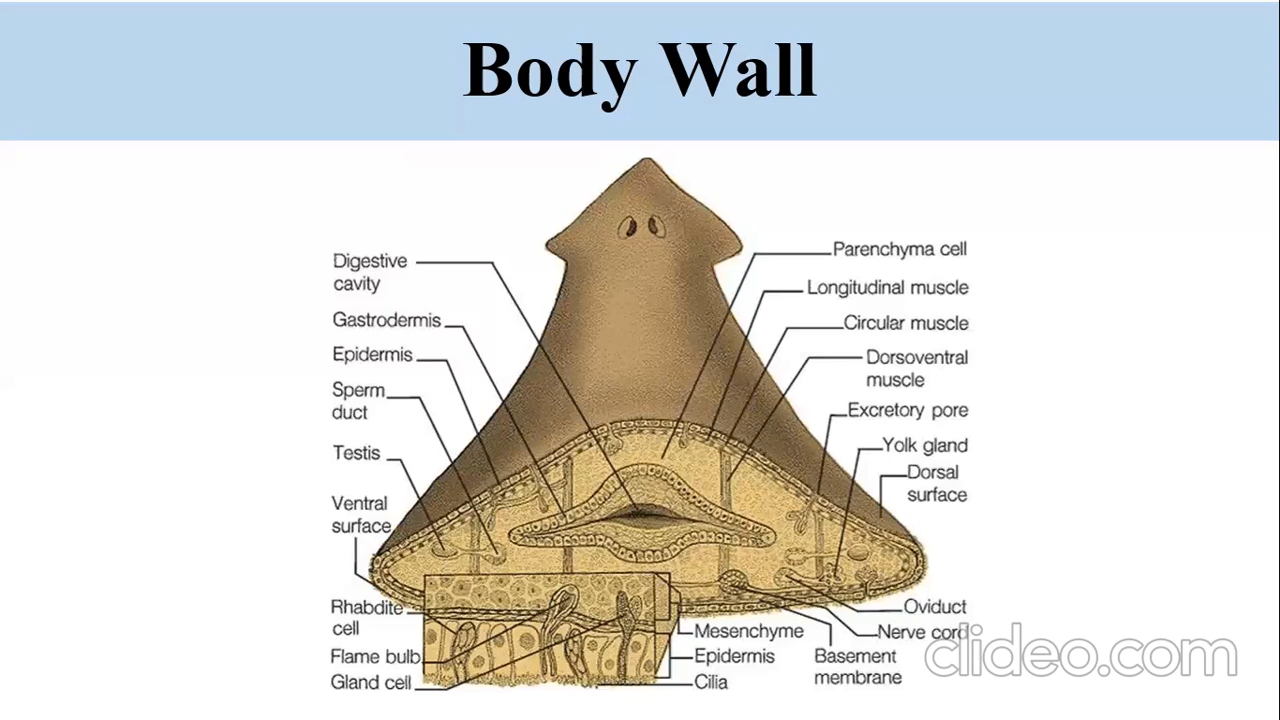 Body Wall
Digestive
cavity
Gastrodermis
Epidermis
Sperm
duct
Testis
Ventral
surface
Rhabdite
cell
Flame bulb
Gland cell
Parenchyma cell
Longitudinal muscle
Circular muscle
Dorsoventral
muscle
Excretory pore
Yolk gland
Dorsal
surface
Oviduct
Nerve cord
Basement
membrane
Mesenchyme
Epidermis
Cilia
clideo.com